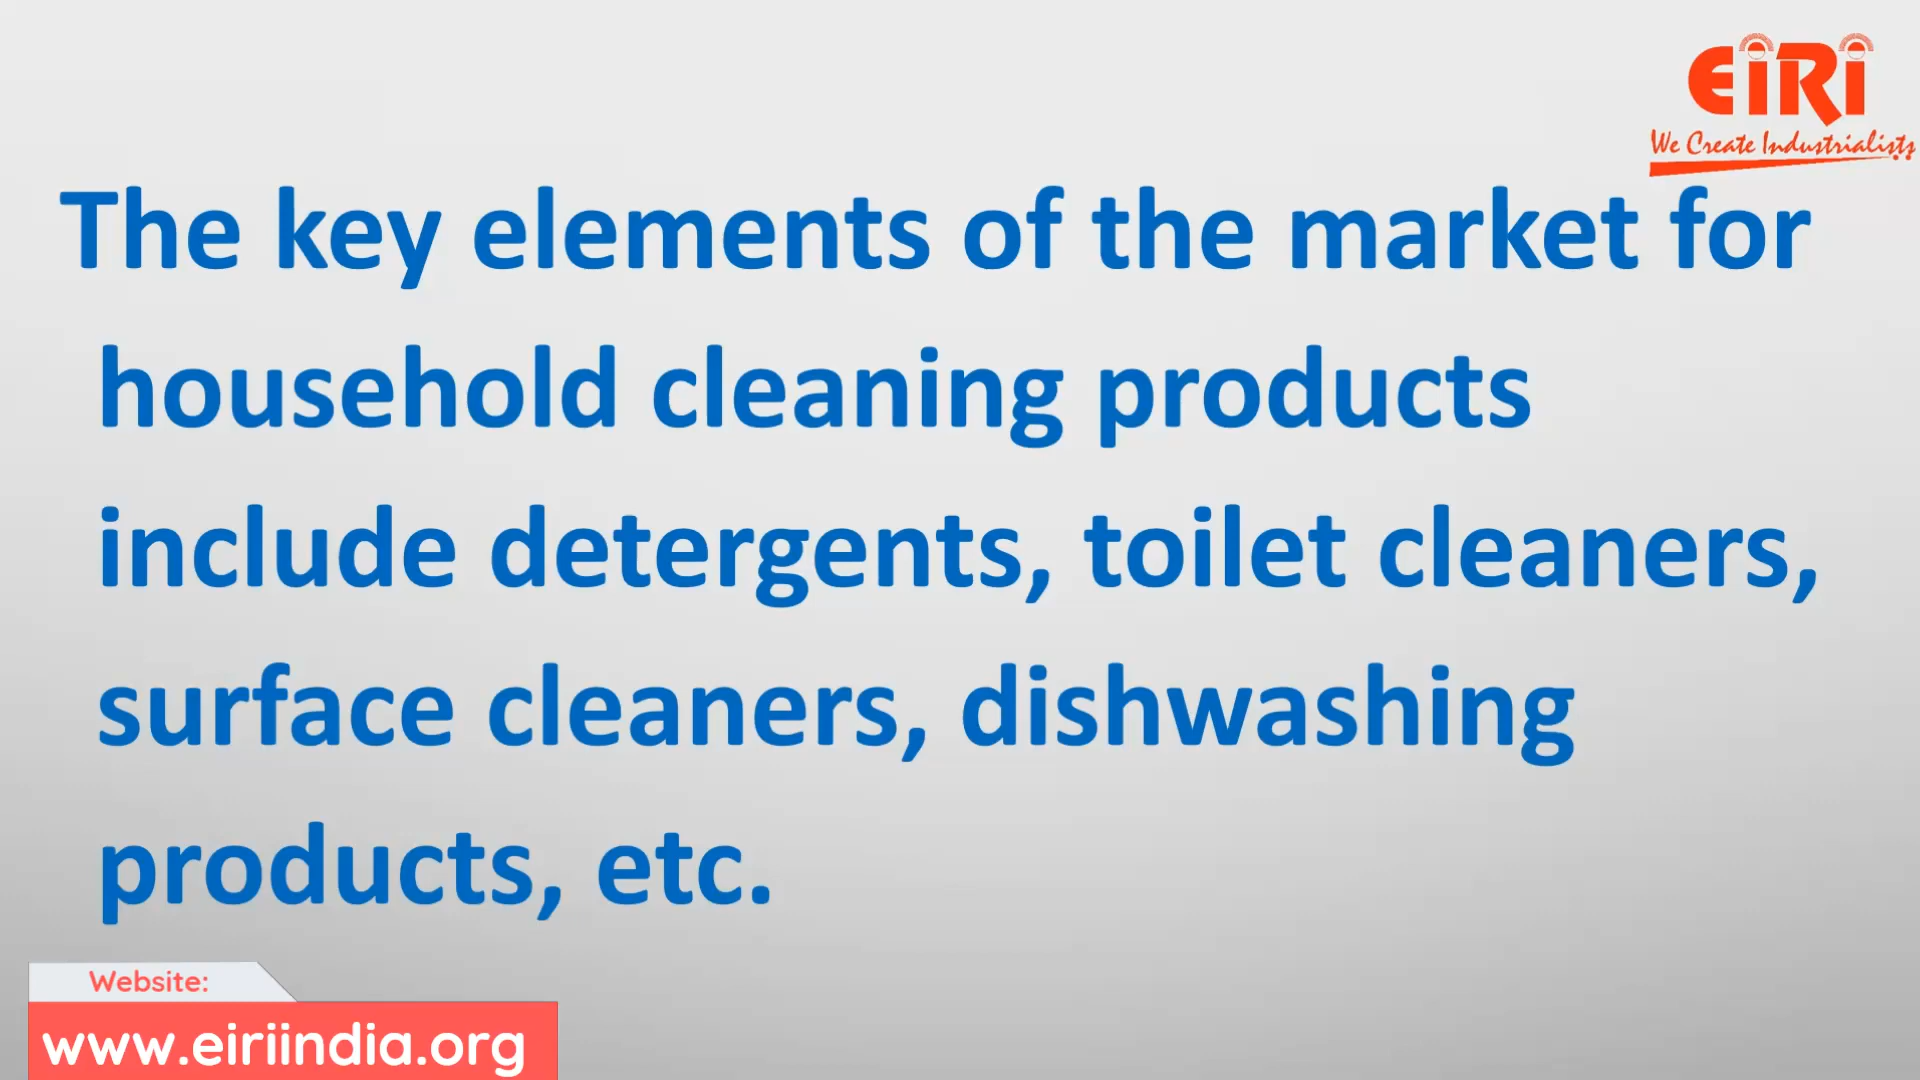 EiRi
We Create Industrialists
The key elements of the market for
household cleaning products
include detergents, toilet cleaners,
surface cleaners, dishwashing
products, etc.
Website:
www.eiriindia.org